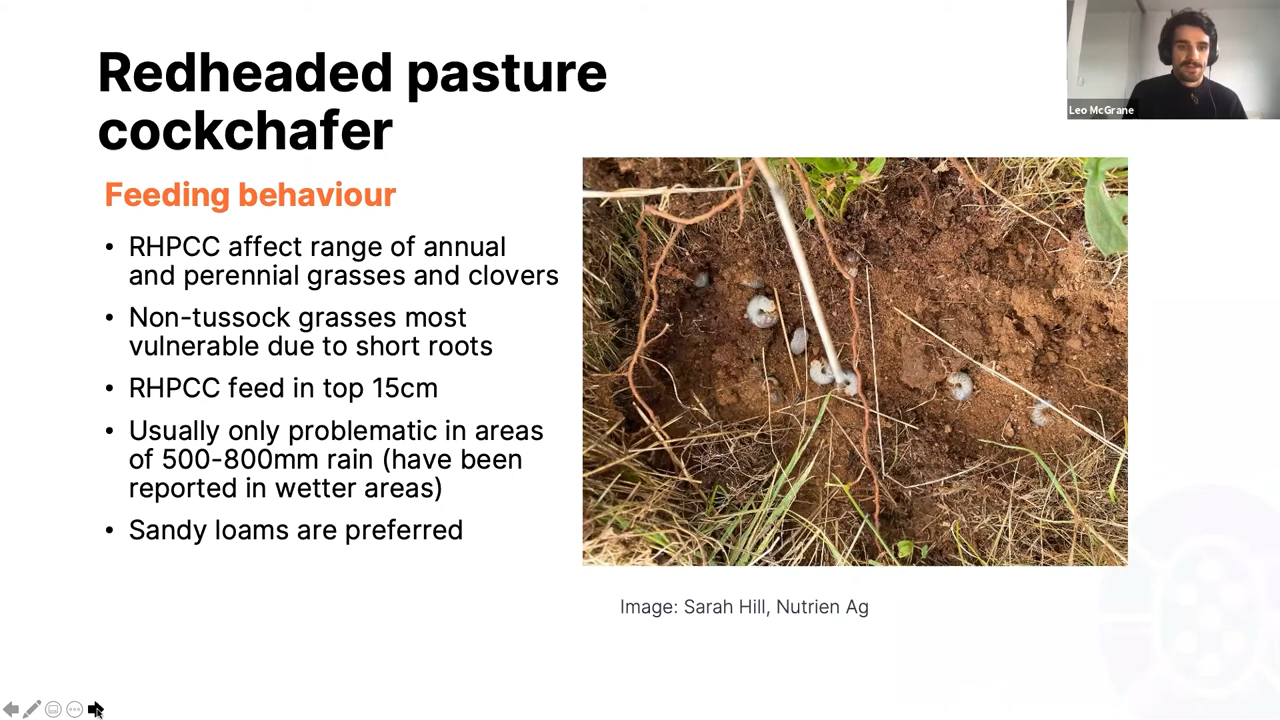 Redheaded pasture
cockchafer
Feeding behaviour
• RHPCC affect range of annual
and perennial grasses and clovers
• Non-tussock grasses most
vulnerable due to short roots
• RHPCC feed in top 15cm
• Usually only problematic in areas
of 500-800mm rain (have been
reported in wetter areas)
• Sandy loams are preferred
Image: Sarah Hill, Nutrien Ag
Leo McGrane